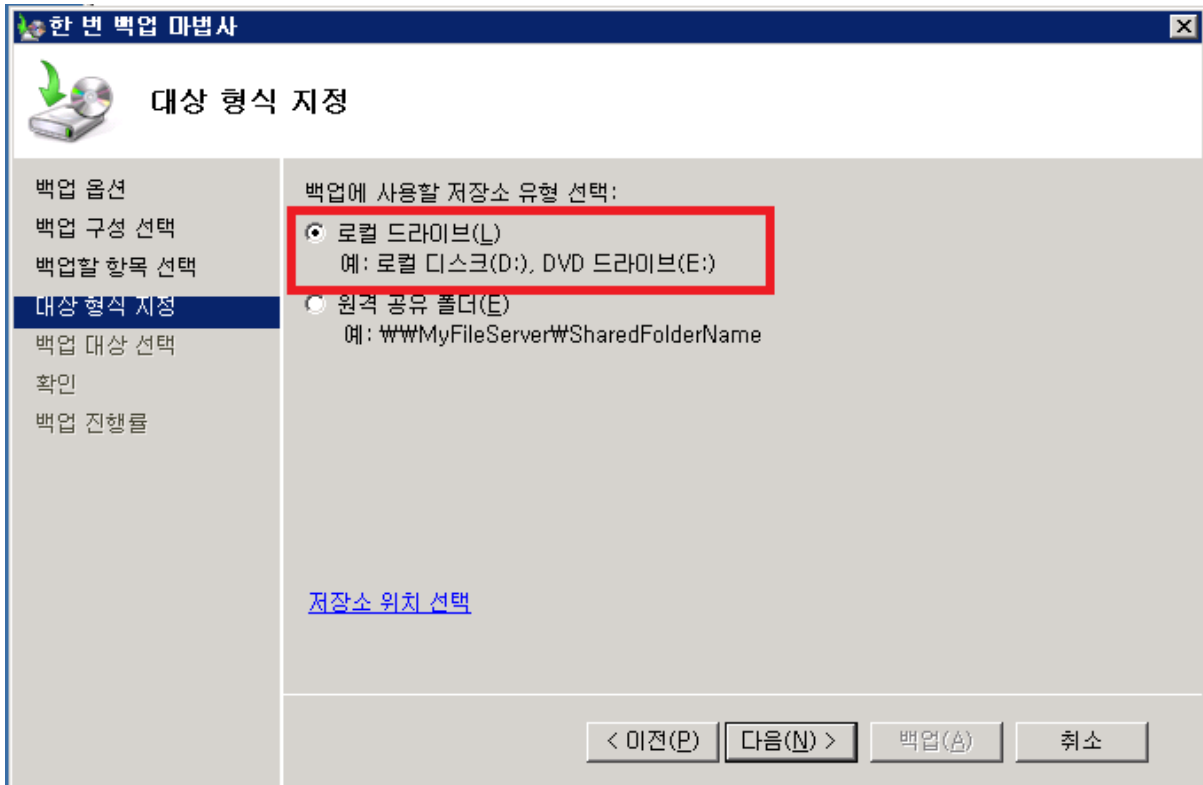 한 번 백업 마법사
대상 형식 지정
백업 옵션
백업 구성 선택
백업할 항목 선택
대상 형식 지정
백업 대상 선택
확인
백업 진행률
백업에 사용할 저장소 유형 선택:
로컬 드라이브(L)
예: 로컬 디스크(D:), DVD 드라이브(E:)
원격 공유 폴더(E)
예: ₩₩MyFileServer₩SharedFolderName
저장소 위치 선택
< 이전(P) 다음(N) > 백업(A) 취소